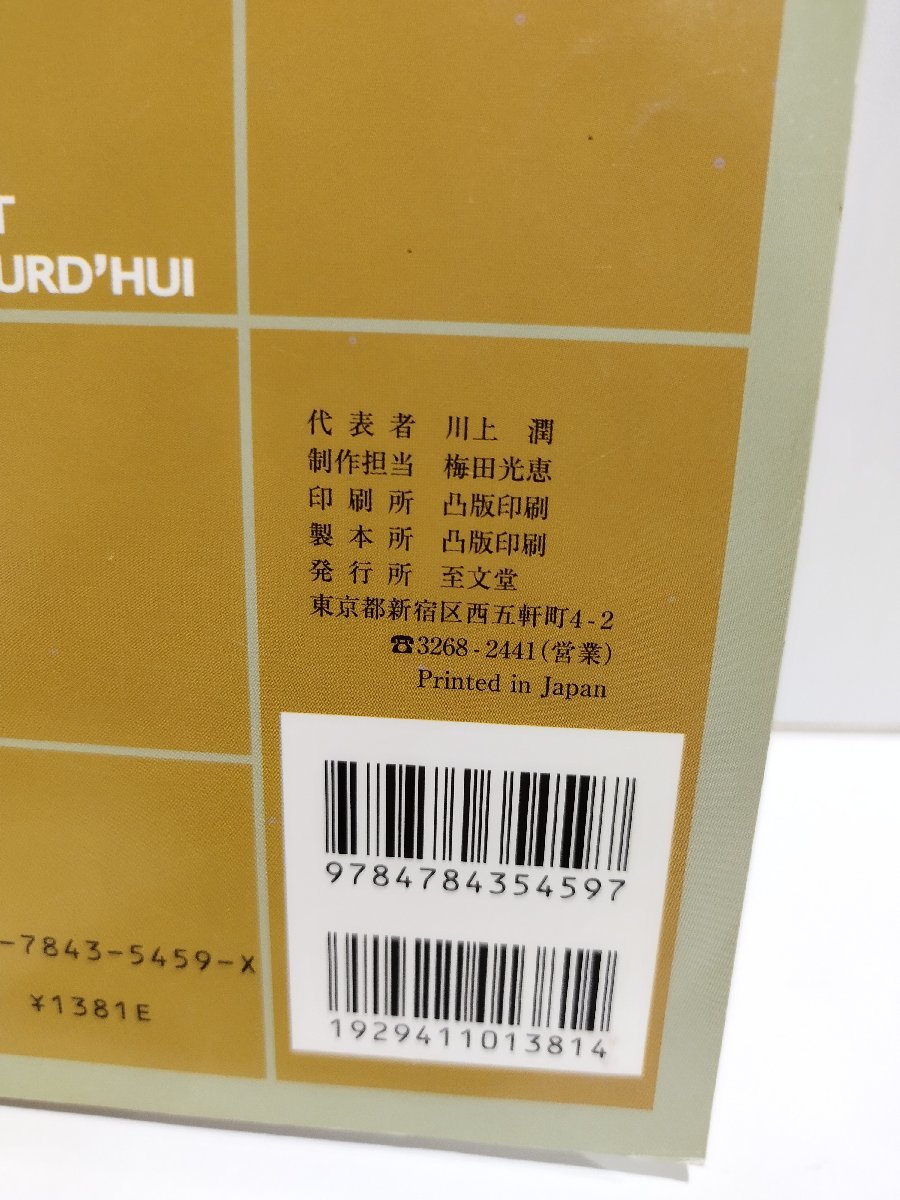 T
URD'HUI
代表者 川上 潤
制作担当 梅田光恵
印刷所 凸版印刷
製本所 凸版印刷
発行所 至文堂
東京都新宿区西五軒町4-2
☎3268-2441(営業)
Printed in Japan
9784784354597
-7843-5459-X
¥1381E
1929411013814